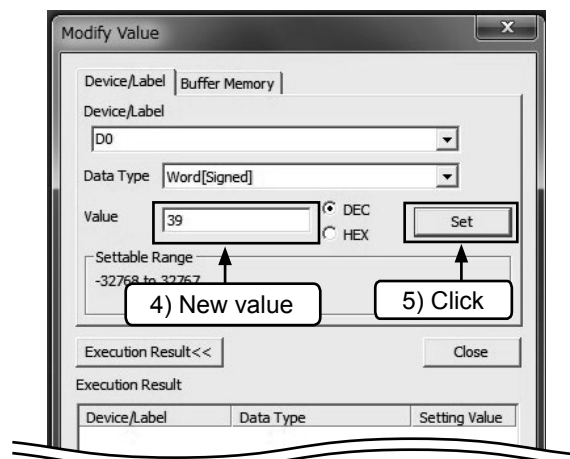 Modify Value
x
Device/Label Buffer Memory
Device/Label
D0
Data Type Word[Signed]
Value 39 DEC Set
HEX
Settable Range
-32768 to 32767
4) New value 5) Click
Execution Result<< Close
Execution Result
Device/Label Data Type Setting Value